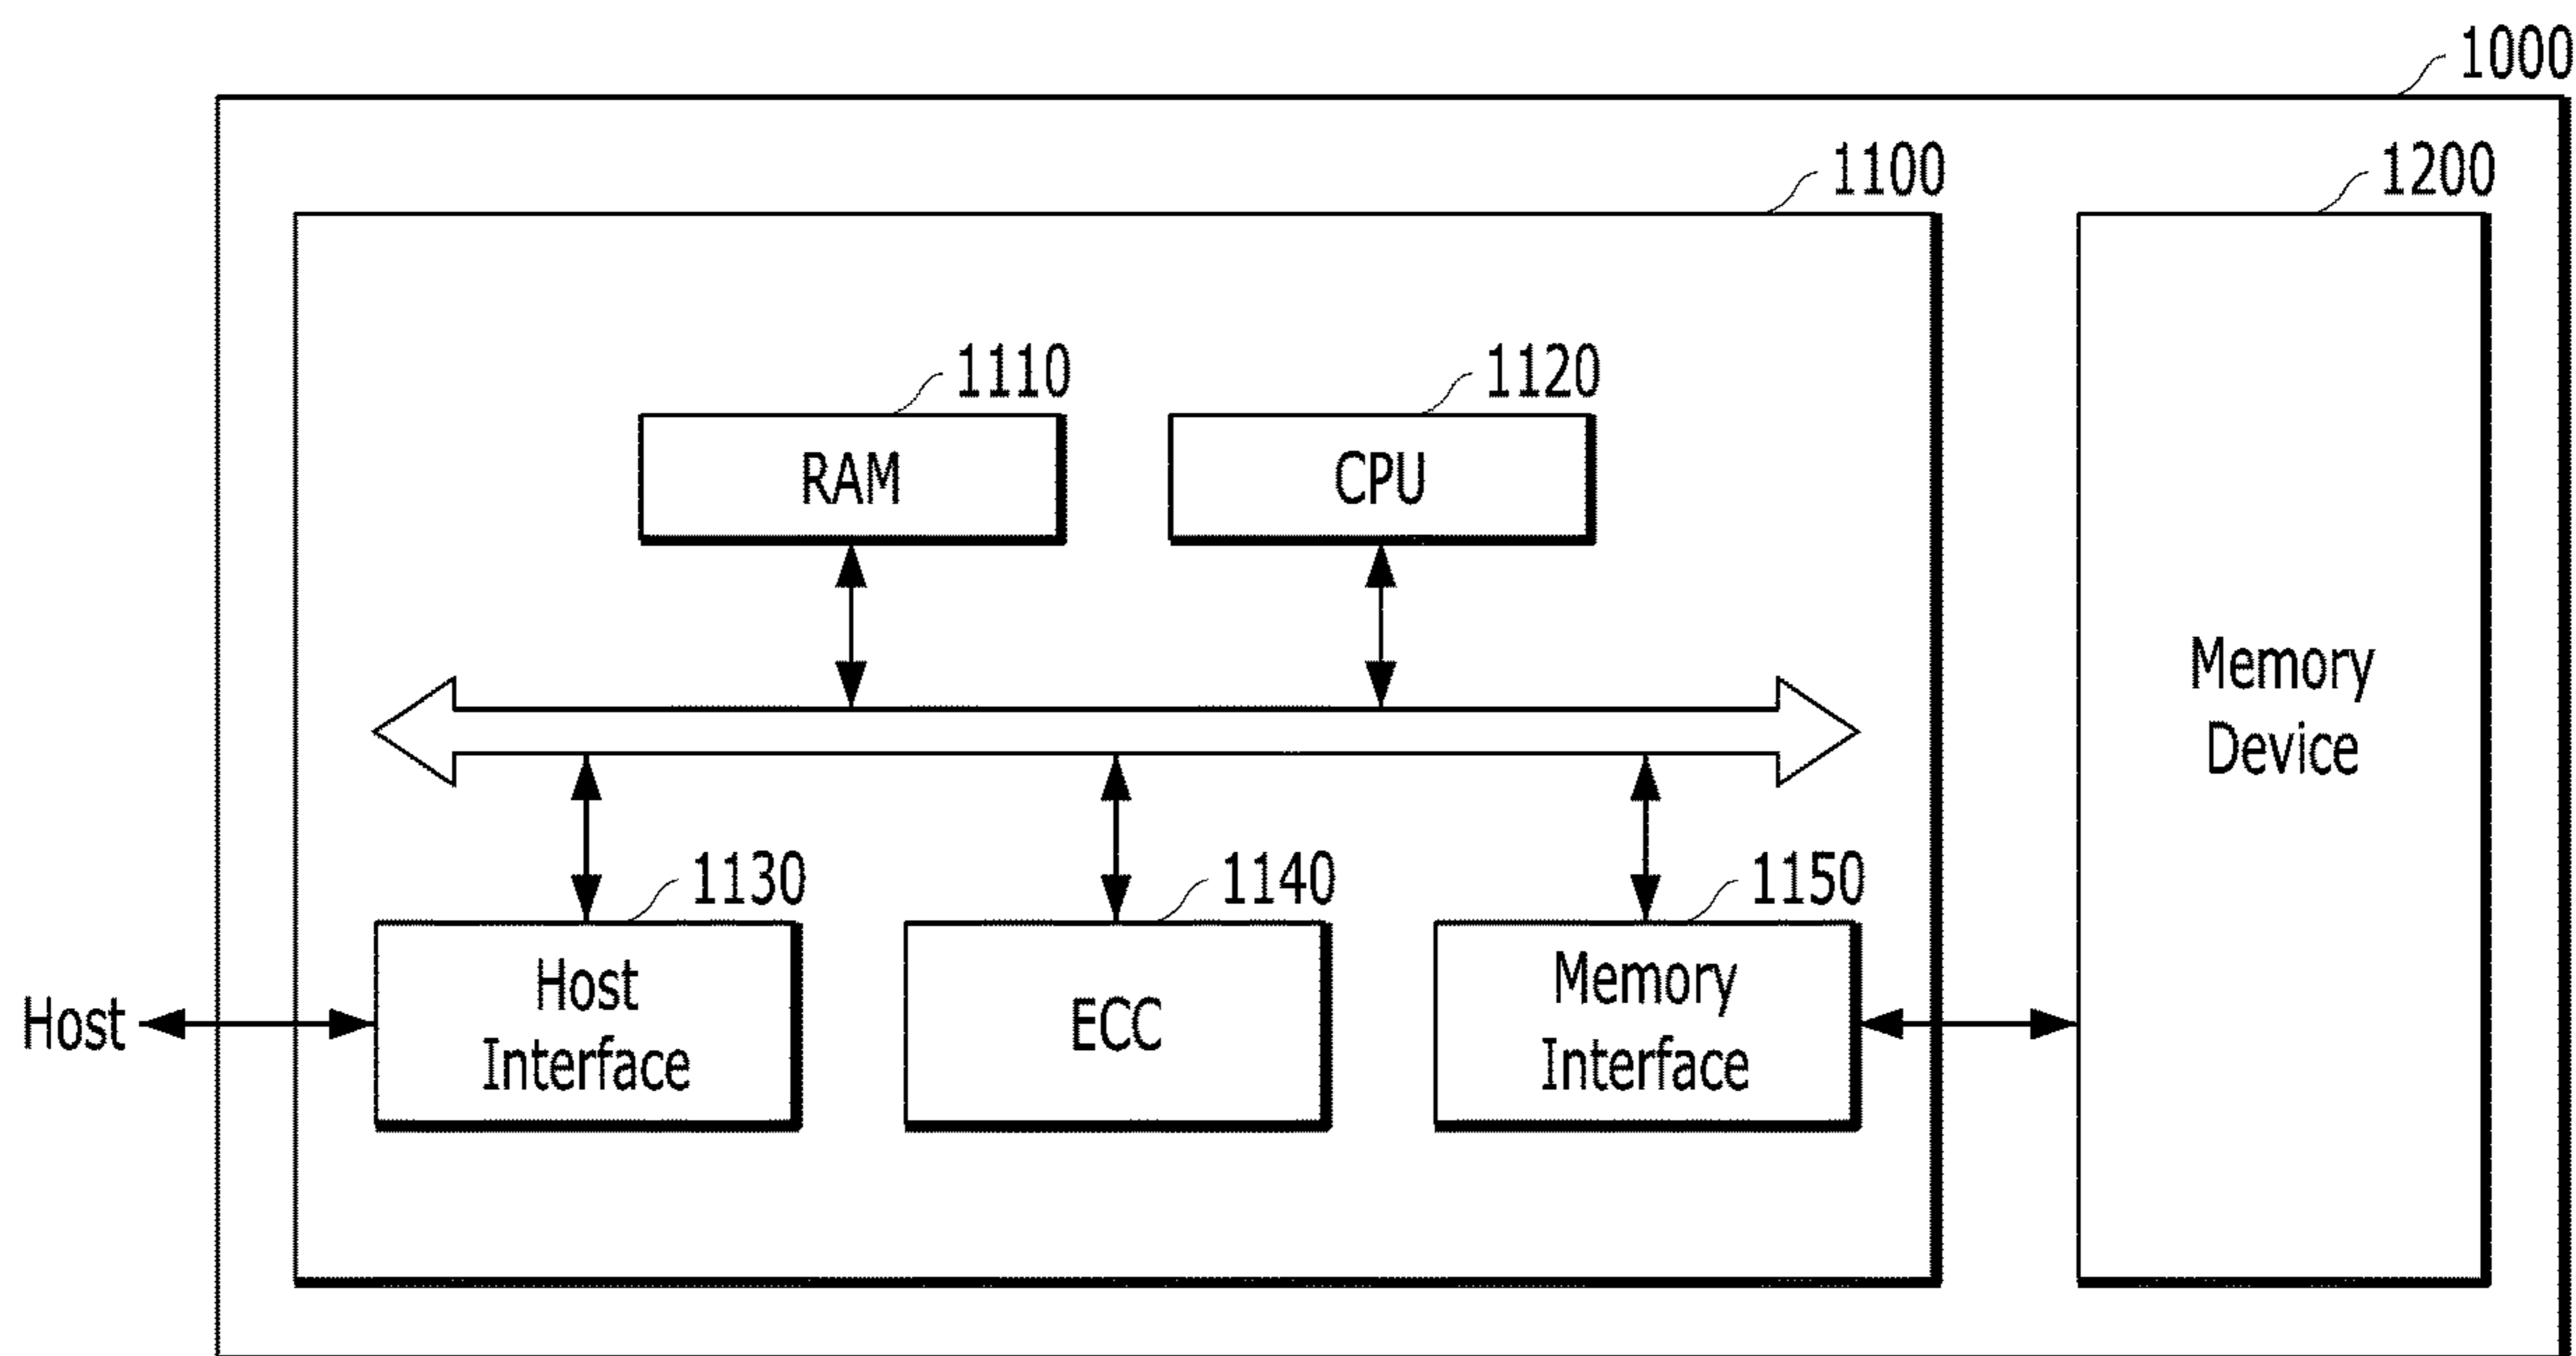 1000
1100
1200
1110
1120
RAM
CPU
Memory
Device
1130
1140
1150
Host
Host
Interface
ECC
Memory
Interface